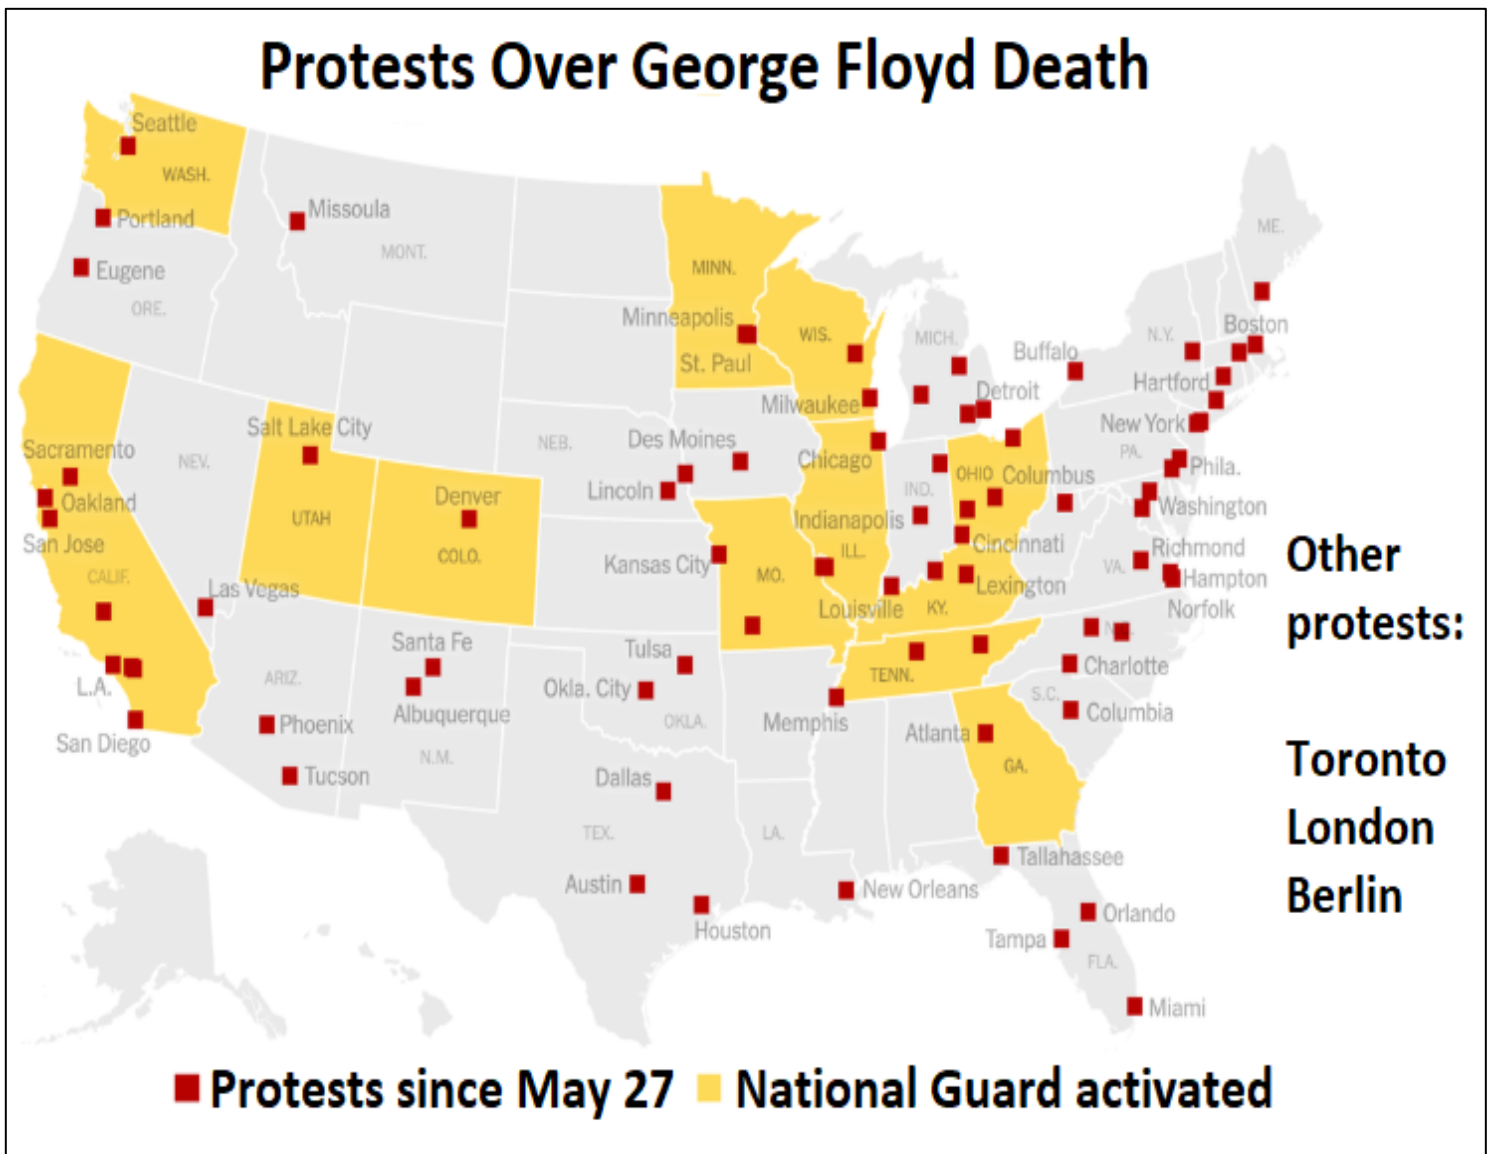 Protests Over George Floyd Death
Seattle
WASH.
Portland
Missoula
MONT.
Eugene
ORE.
MINN.
Minneapolis
St. Paul
WIS.
Milwaukee
MICH.
Detroit
Buffalo
N.Y.
ME.
Boston
Hartford
New York
PA.
Phila.
Sacramento
Oakland
San Jose
CALIF.
NEV.
Salt Lake City
UTAH
Las Vegas
Denver
COLO.
NEB.
Des Moines
Lincoln
Chicago
IND.
OHIO
Columbus
Indianapolis
ILL.
Cincinnati
Washington
Kansas City
MO.
Louisville
KY.
Lexington
VA.
Richmond
Hampton
Norfolk
L.A.
San Diego
ARIZ.
Phoenix
Tucson
Santa Fe
Albuquerque
N.M.
Tulsa
Okla. City
OKLA.
TENN.
Memphis
Charlotte
S.C.
Columbia
Atlanta
GA.
Dallas
TEX.
LA.
Austin
Houston
New Orleans
Tallahassee
Orlando
Tampa
FLA.
Miami
Other
protests:
Toronto
London
Berlin
Protests since May 27
National Guard activated